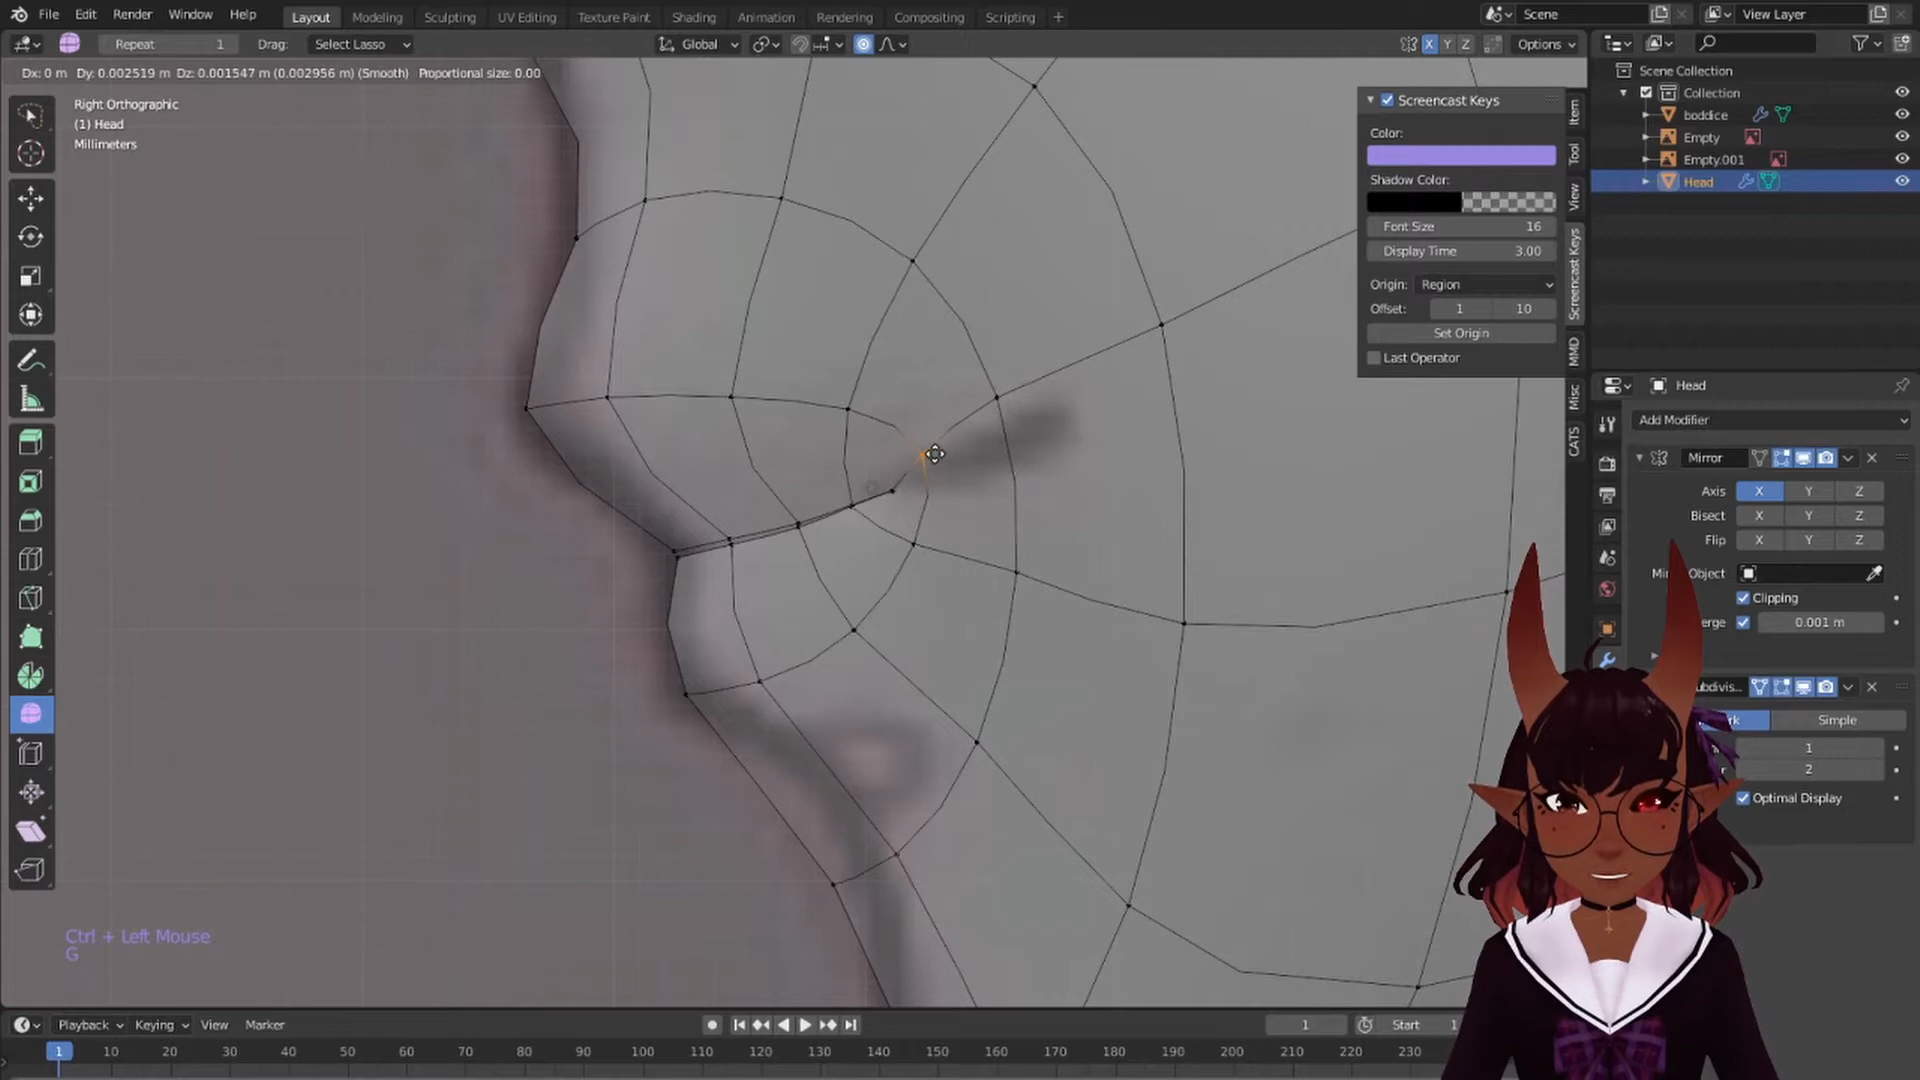 File Edit Render Window Help Layout Modeling Sculpting UV Editing Texture Paint Shading Animation Rendering Compositing Scripting + Scene View Layer
Repeat 1 Drag: Select Lasso Global X Y Z Options
Dx: 0 m Dy: 0.002519 m Dz: 0.001547 m (0.002956 m) (Smooth) Proportional size: 0.00
Right Orthographic
(1) Head
Millimeters
Screencast Keys
Color:
Shadow Color:
Font Size 16
Display Time 3.00
Origin: Region
Offset: 1 10
Set Origin
Last Operator
Item
Tool
View
Screencast Keys
MMD
Misc
CATS
Scene Collection
Collection
boddice
Empty
Empty.001
Head
Head
Add Modifier
Mirror
Axis X Y Z
Bisect X Y Z
Flip X Y Z
Object
Clipping
0.001 m
Simple
1
2
Optimal Display
Ctrl + Left Mouse
G
Playback Keying View Marker 1 Start 1
1 10 20 30 40 50 60 70 80 90 100 110 120 130 140 150 160 170 180 190 200 210 220 230